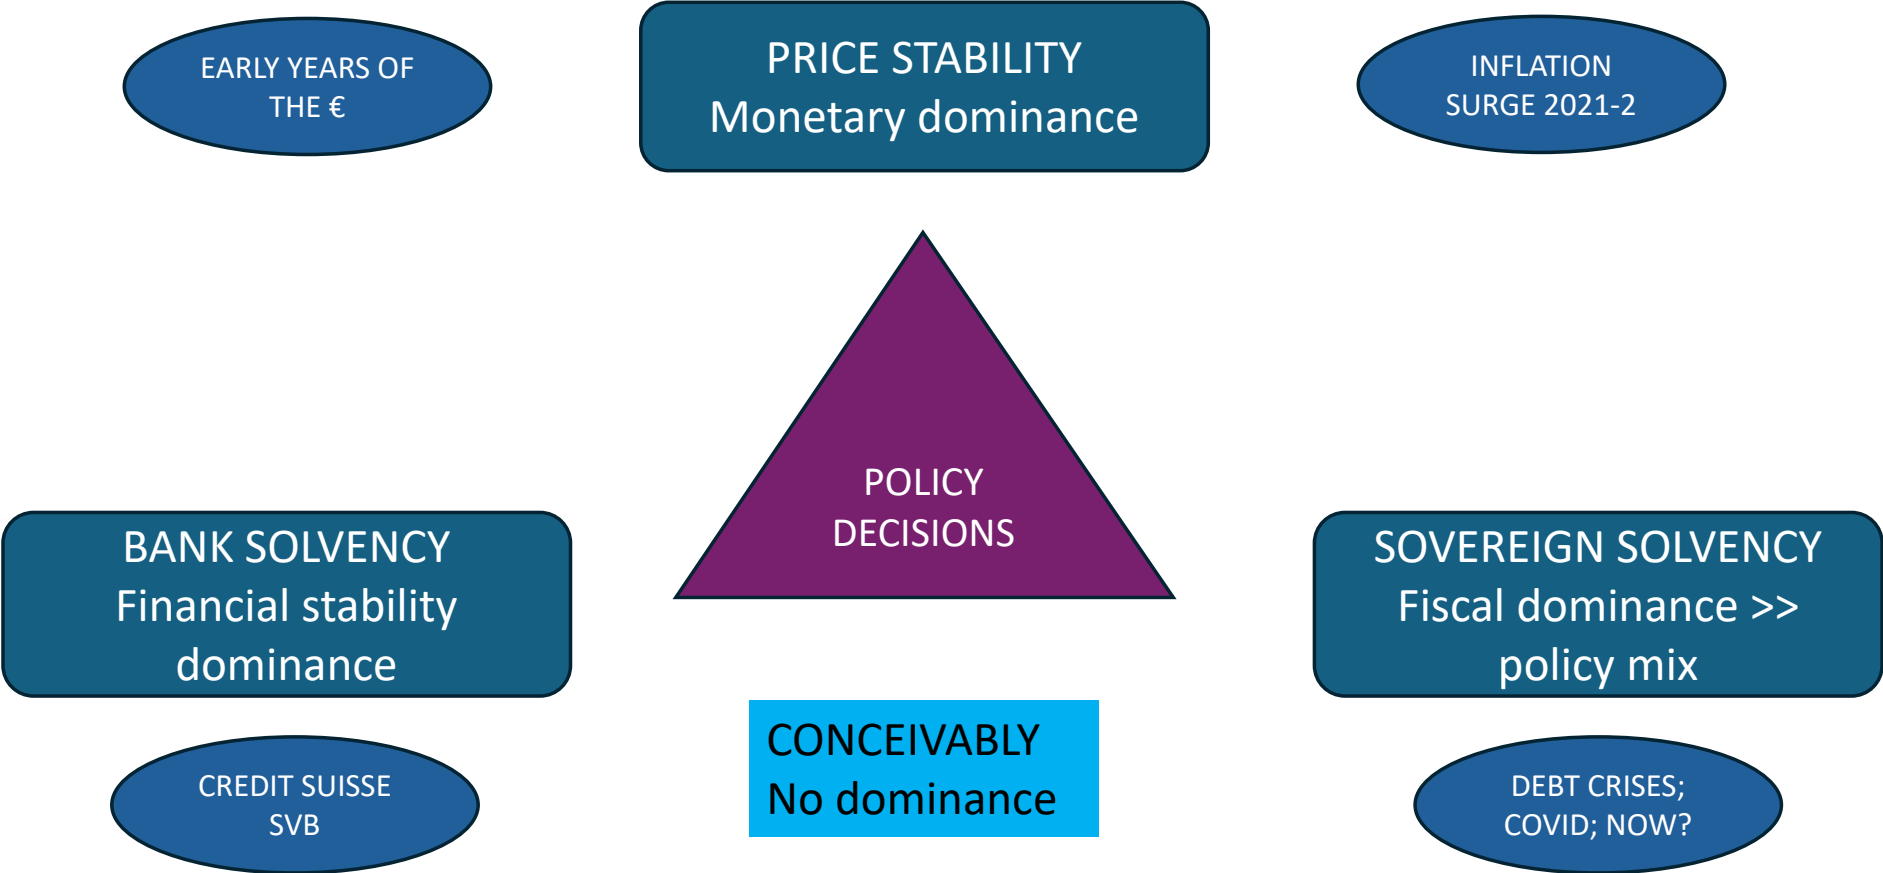 EARLY YEARS OF
THE €
PRICE STABILITY
Monetary dominance
INFLATION
SURGE 2021-2
POLICY
DECISIONS
BANK SOLVENCY
Financial stability
dominance
SOVEREIGN SOLVENCY
Fiscal dominance >>
policy mix
CREDIT SUISSE
SVB
CONCEIVABLY
No dominance
DEBT CRISES;
COVID; NOW?